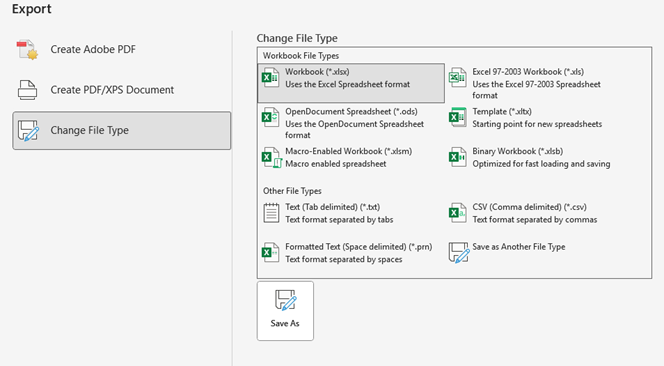 Export
Create Adobe PDF
Create PDF/XPS Document
Change File Type
Change File Type
Workbook File Types
Workbook (*.xlsx)
Uses the Excel Spreadsheet format
Excel 97-2003 Workbook (*.xls)
Uses the Excel 97-2003 Spreadsheet
format
OpenDocument Spreadsheet (*.ods)
Uses the OpenDocument Spreadsheet
format
Template (*.xltx)
Starting point for new spreadsheets
Macro-Enabled Workbook (*.xlsm)
Macro enabled spreadsheet
Binary Workbook (*.xlsb)
Optimized for fast loading and saving
Other File Types
Text (Tab delimited) (*.txt)
Text format separated by tabs
CSV (Comma delimited) (*.csv)
Text format separated by commas
Formatted Text (Space delimited) (*.prn)
Text format separated by spaces
Save as Another File Type
Save As